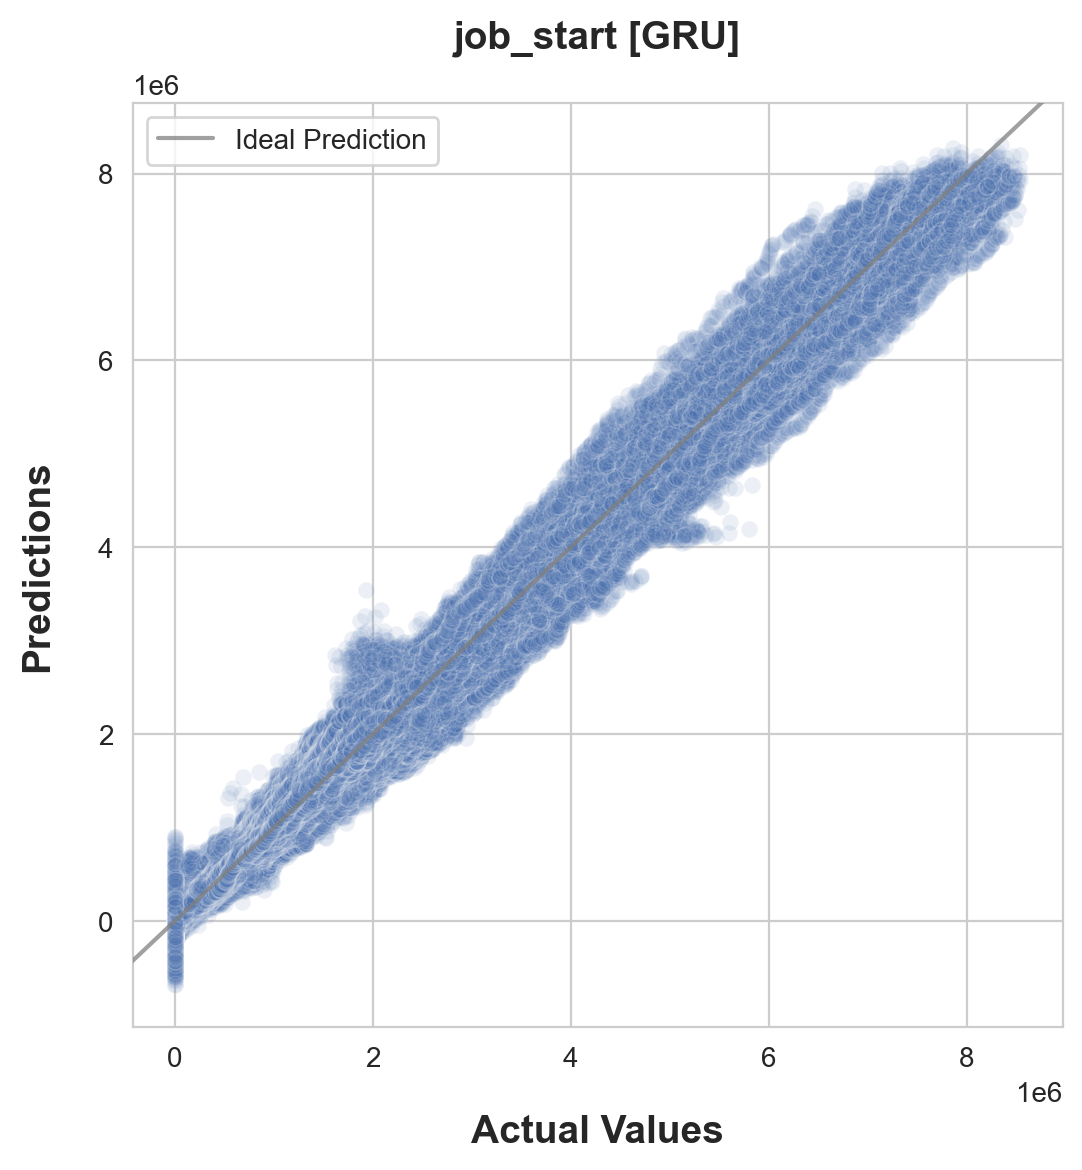 job_start [GRU]
1e6
Ideal Prediction
8
6
4
2
0
Predictions
0 2 4 6 8
1e6
Actual Values